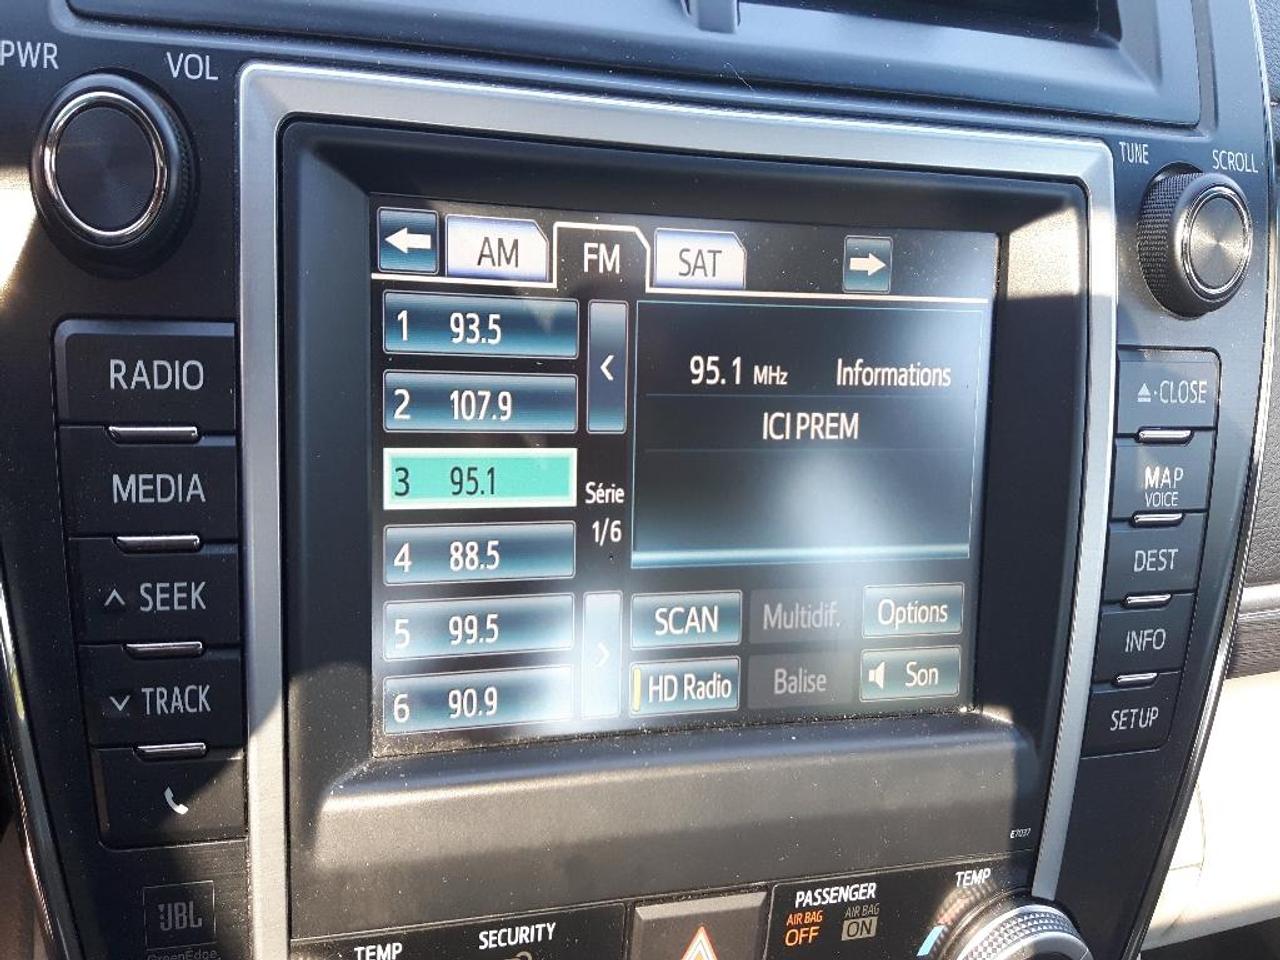 PWR
VOL
TUNE
SCROLL
AM
FM
SAT
1 93.5
2 107.9
3 95.1
4 88.5
5 99.5
6 90.9
<
Série
1/6
>
95.1 MHz Informations
ICI PREM
SCAN
Multidif.
Options
HD Radio
Balise
Son
RADIO
MEDIA
SEEK
TRACK
CLOSE
MAP
VOICE
DEST
INFO
SETUP
E7037
JBL
GreenEdge
TEMP
SECURITY
PASSENGER
AIR BAG
OFF
AIR BAG
ON
TEMP